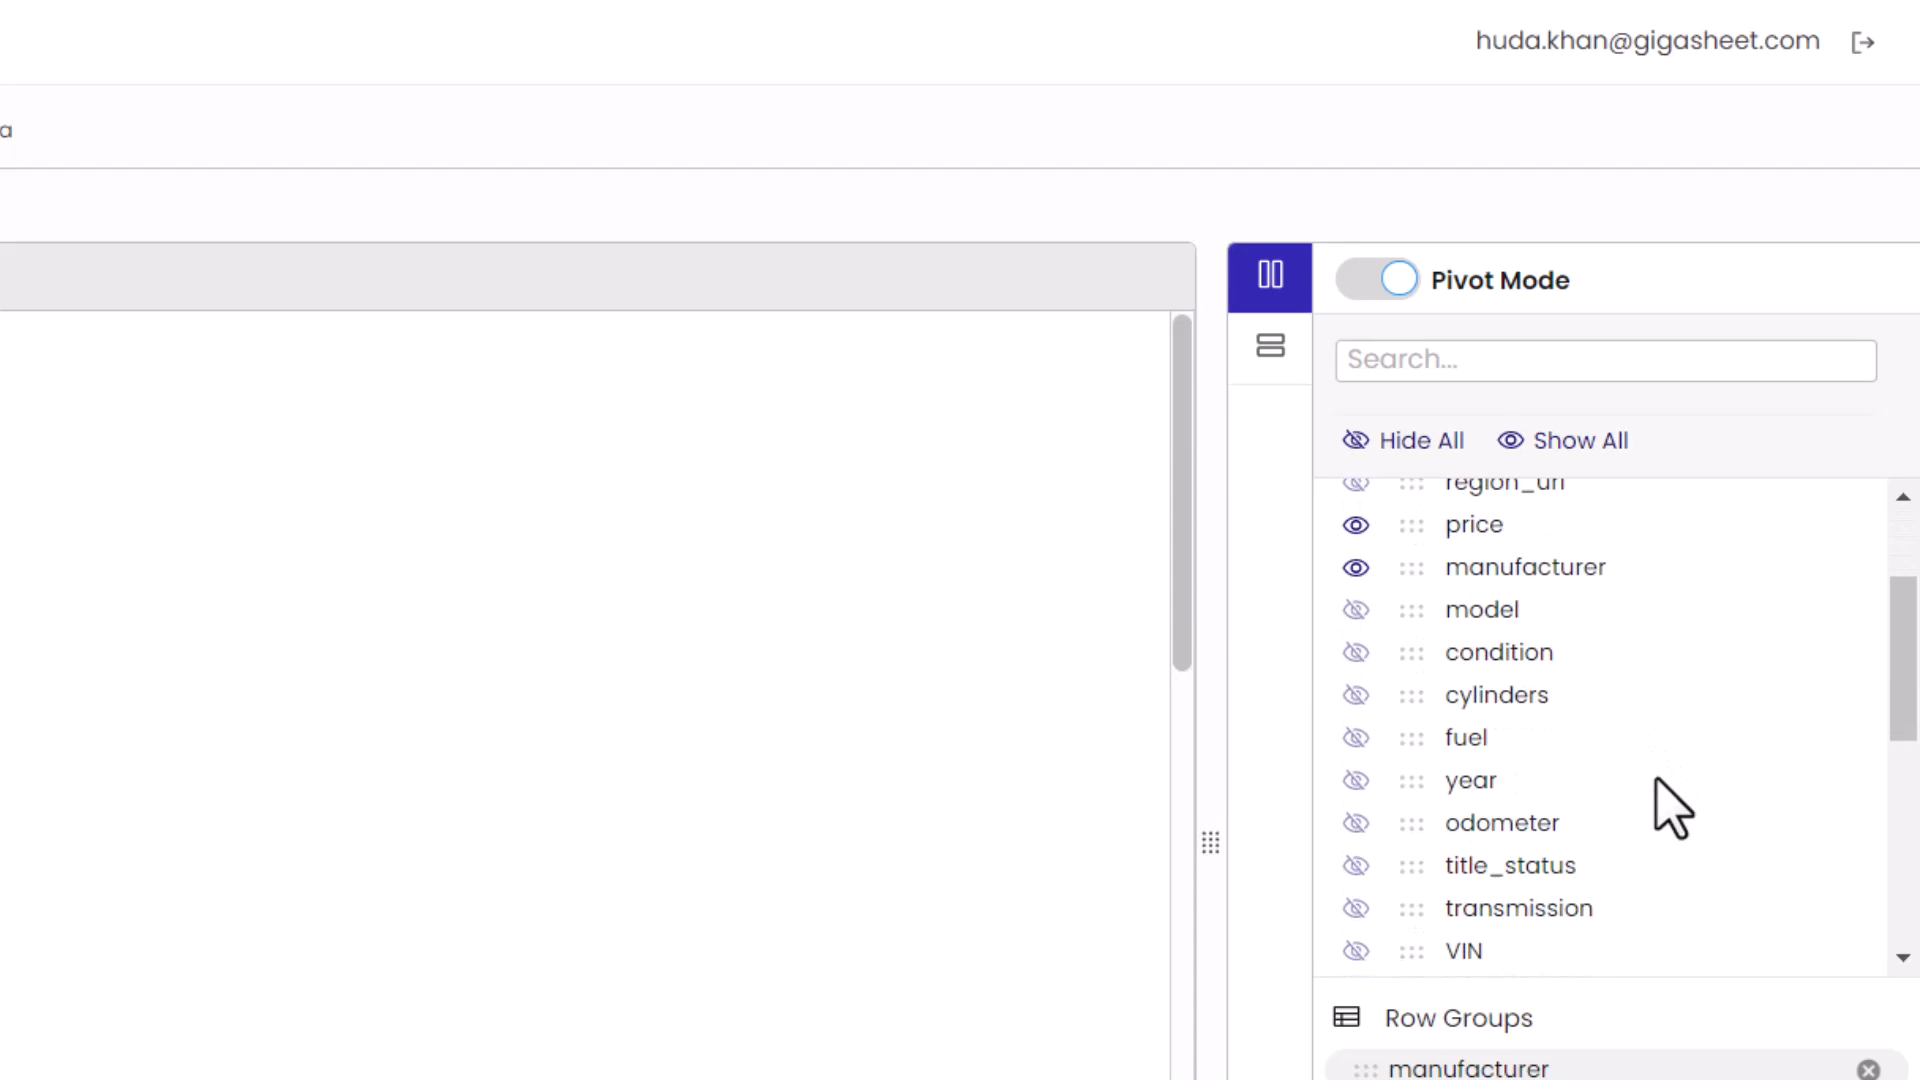 huda.khan@gigasheet.com
a
Pivot Mode
Search...
Hide All Show All
region_url
price
manufacturer
model
condition
cylinders
fuel
year
odometer
title_status
transmission
VIN
Row Groups
manufacturer